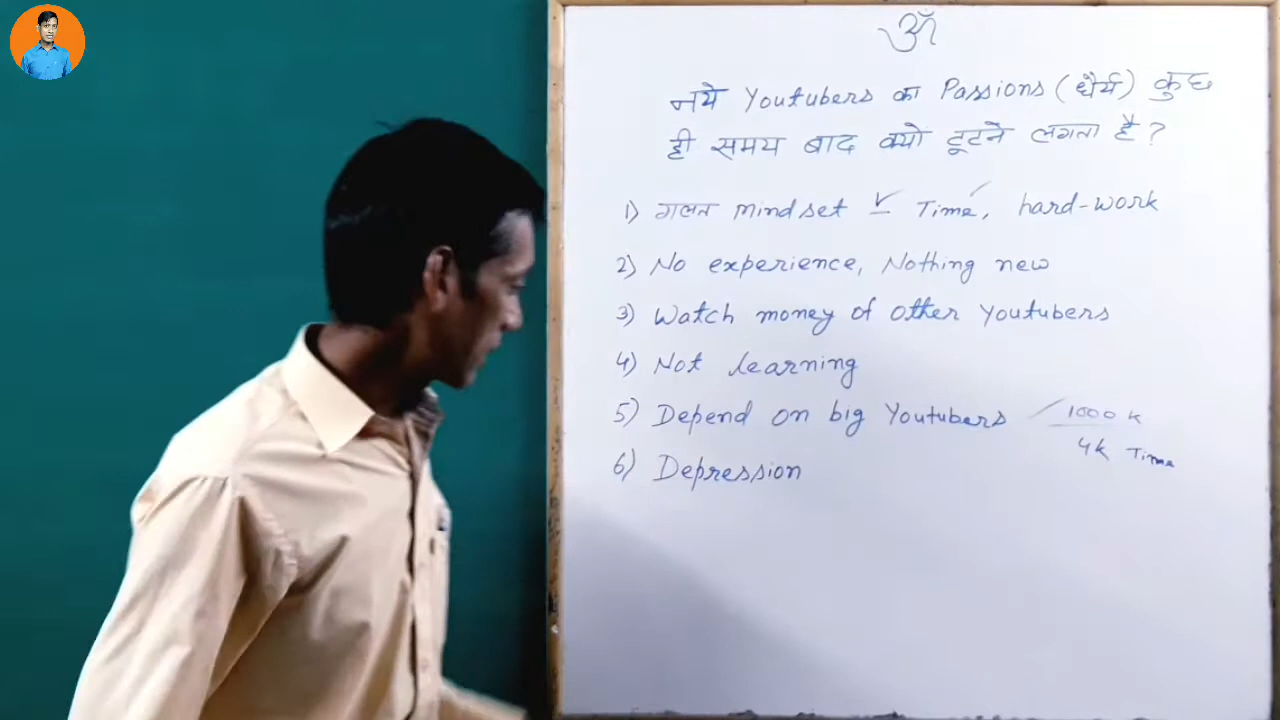 ॐ
नये Youtubers का Passions (धैर्य) कुछ
ही समय बाद क्यो टूटने लगता है ?
1) गलत mindset – Time, hard-work
2) No experience, Nothing new
3) Watch money of other Youtubers
4) Not learning
5) Depend on big Youtubers 1000 k
4k Time
6) Depression